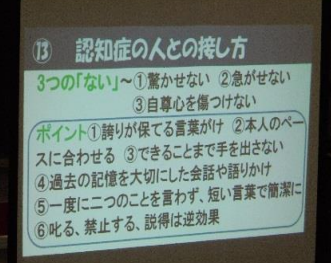 ⑬ 認知症の人との接し方
3つの「ない」～①驚かせない ②急がせない
③自尊心を傷つけない
ポイント①誇りが保てる言葉がけ ②本人のペー
スに合わせる ③できることまで手を出さない
④過去の記憶を大切にした会話や語りかけ
⑤一度に二つのことを言わず、短い言葉で簡潔に
⑥叱る、禁止する、説得は逆効果